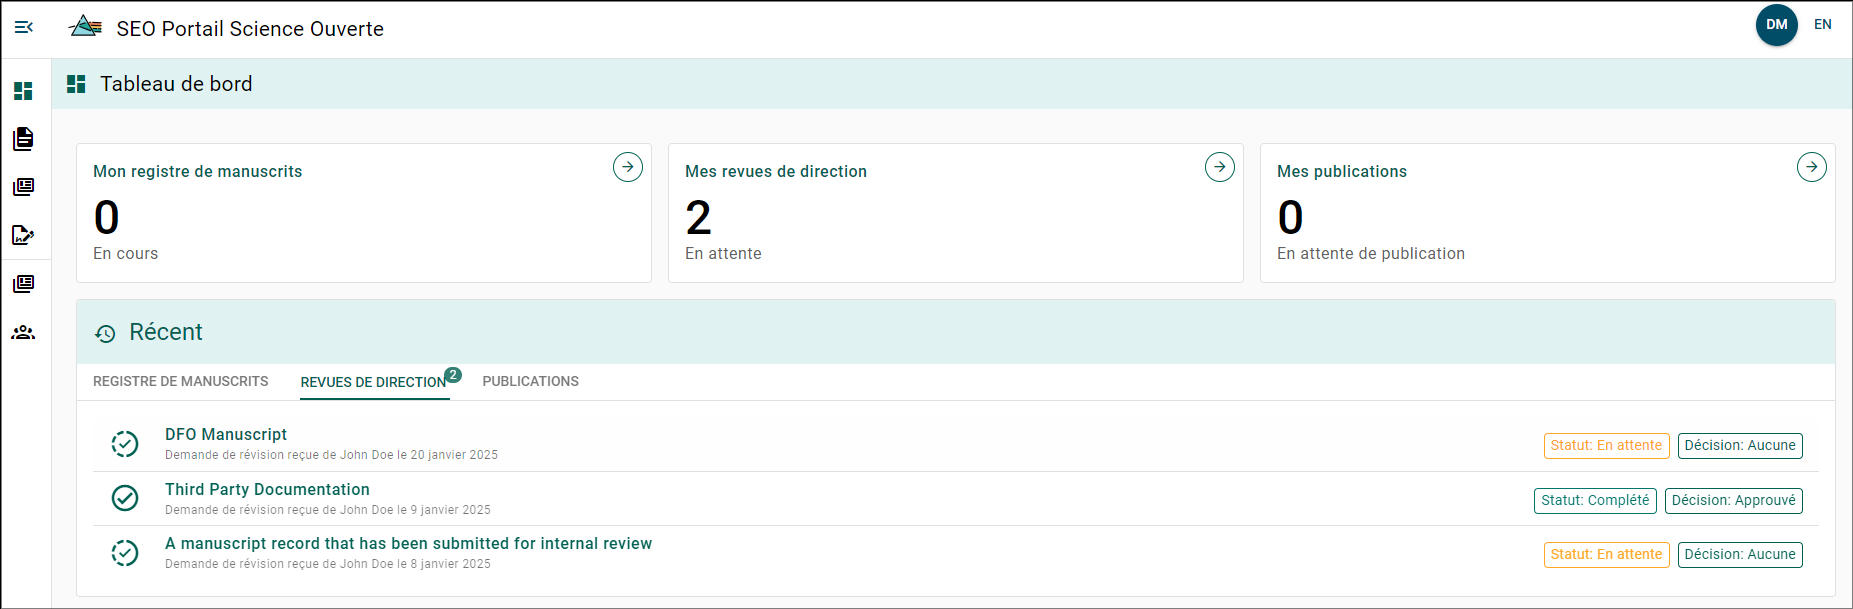 SEO Portail Science Ouverte
DM
EN
Tableau de bord
Mon registre de manuscrits
0
En cours
Mes revues de direction
2
En attente
Mes publications
0
En attente de publication
Récent
REGISTRE DE MANUSCRITS
REVUES DE DIRECTION 2
PUBLICATIONS
DFO Manuscript
Demande de révision reçue de John Doe le 20 janvier 2025
Statut: En attente
Décision: Aucune
Third Party Documentation
Demande de révision reçue de John Doe le 9 janvier 2025
Statut: Complété
Décision: Approuvé
A manuscript record that has been submitted for internal review
Demande de révision reçue de John Doe le 8 janvier 2025
Statut: En attente
Décision: Aucune